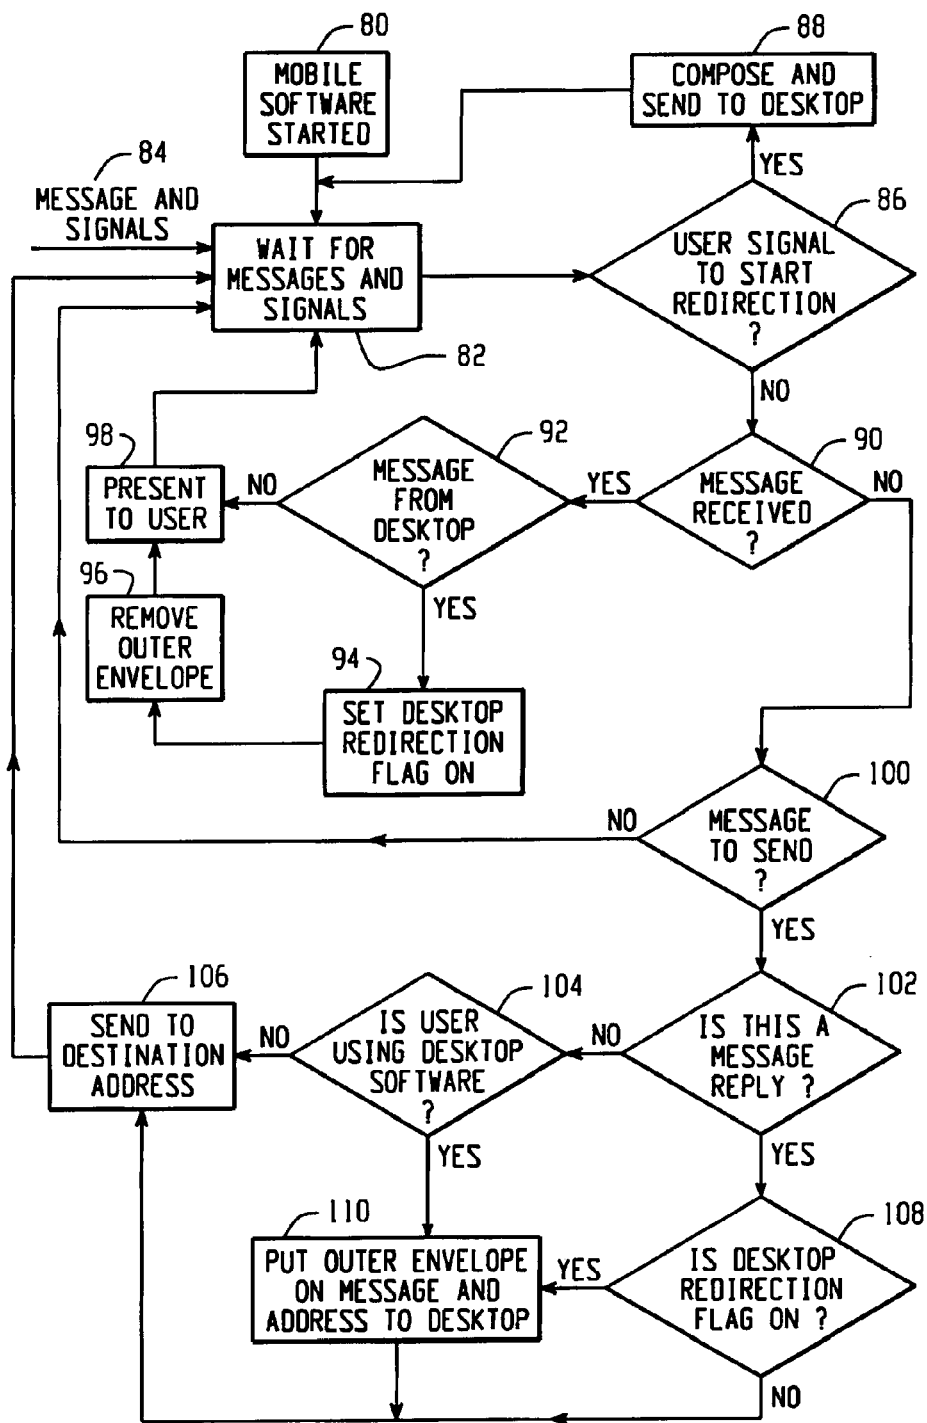 80
MOBILE
SOFTWARE
STARTED
88
COMPOSE AND
SEND TO DESKTOP
84
MESSAGE AND
SIGNALS
YES
86
USER SIGNAL
TO START
REDIRECTION
?
WAIT FOR
MESSAGES AND
SIGNALS
82
NO
98
PRESENT
TO USER
NO
92
MESSAGE
FROM
DESKTOP
?
YES
90
MESSAGE
RECEIVED
?
NO
96
REMOVE
OUTER
ENVELOPE
YES
94
SET DESKTOP
REDIRECTION
FLAG ON
100
MESSAGE
TO SEND
?
NO
YES
106
SEND TO
DESTINATION
ADDRESS
NO
104
IS USER
USING DESKTOP
SOFTWARE
?
NO
102
IS THIS A
MESSAGE
REPLY ?
YES
YES
110
PUT OUTER ENVELOPE
ON MESSAGE AND
ADDRESS TO DESKTOP
YES
108
IS DESKTOP
REDIRECTION
FLAG ON ?
NO